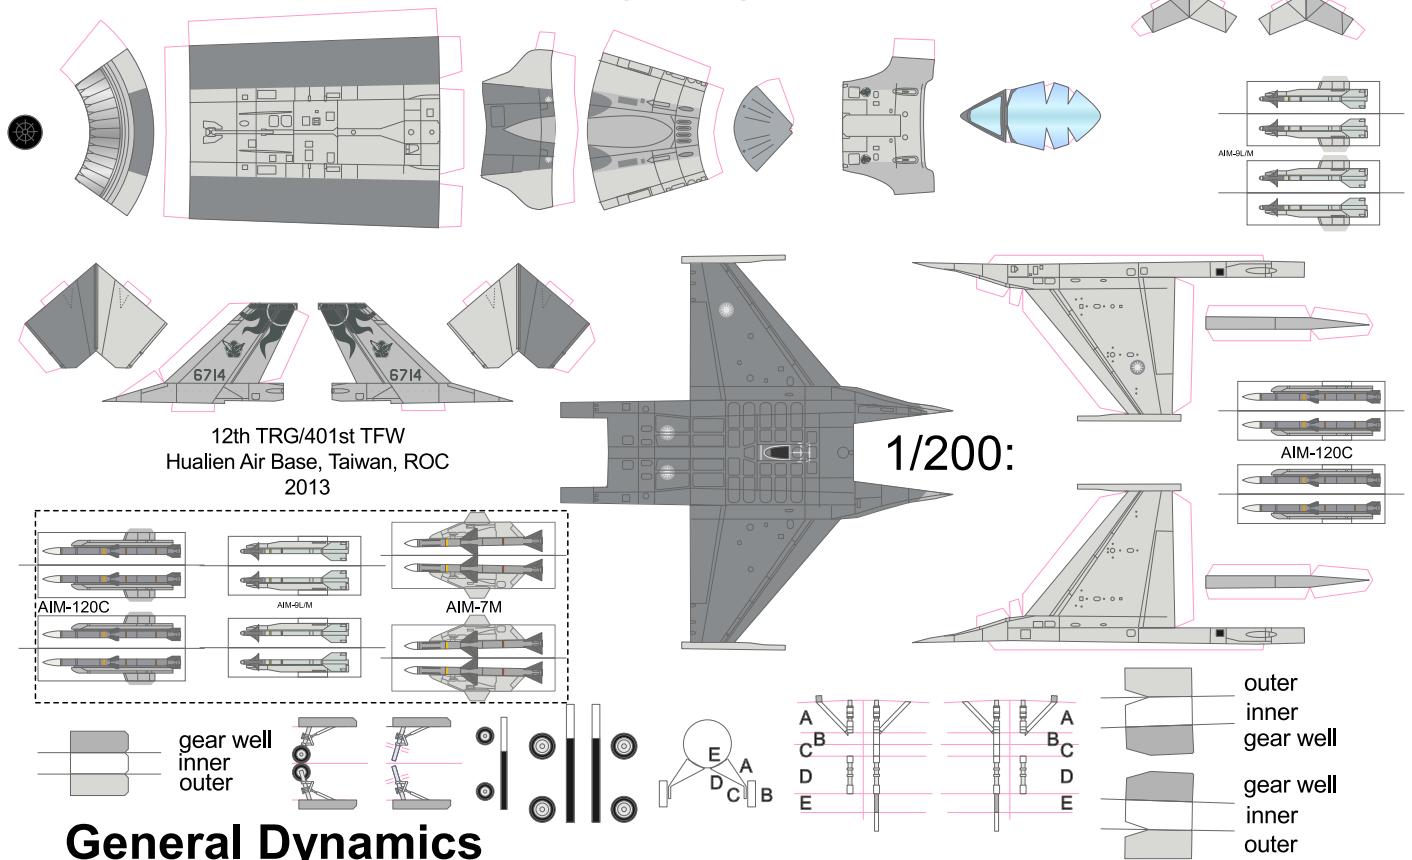 AIM-9L/M
6714
6714
12th TRG/401st TFW
Hualien Air Base, Taiwan, ROC
2013
1/200:
AIM-120C
AIM-120C
AIM-9L/M
AIM-7M
gear well
inner
outer
E
A
D
C
B
A
B
C
D
E
A
B
C
D
E
outer
inner
gear well
gear well
inner
outer
General Dynamics